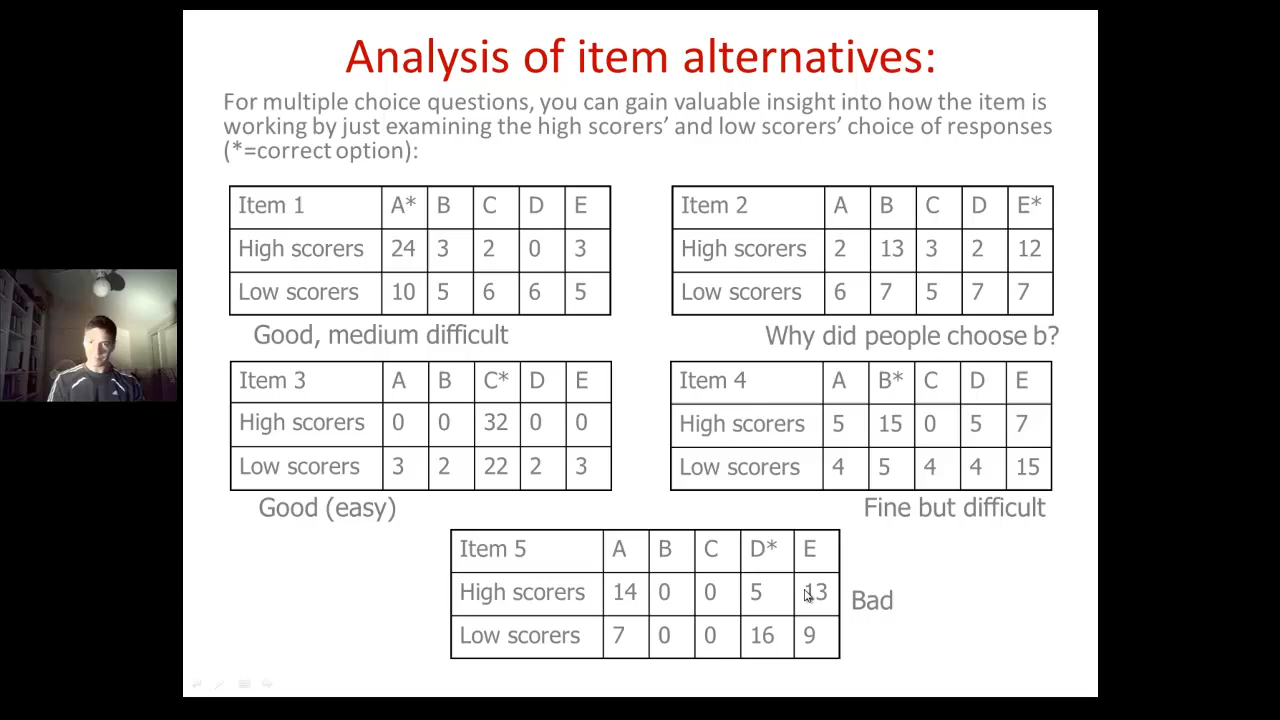 Analysis of item alternatives:
For multiple choice questions, you can gain valuable insight into how the item is
working by just examining the high scorers’ and low scorers’ choice of responses
(*=correct option):
Item 1 A* B C D E
High scorers 24 3 2 0 3
Low scorers 10 5 6 6 5
Good, medium difficult
Item 2 A B C D E*
High scorers 2 13 3 2 12
Low scorers 6 7 5 7 7
Why did people choose b?
Item 3 A B C* D E
High scorers 0 0 32 0 0
Low scorers 3 2 22 2 3
Good (easy)
Item 4 A B* C D E
High scorers 5 15 0 5 7
Low scorers 4 5 4 4 15
Fine but difficult
Item 5 A B C D* E
High scorers 14 0 0 5 13
Low scorers 7 0 0 16 9
Bad